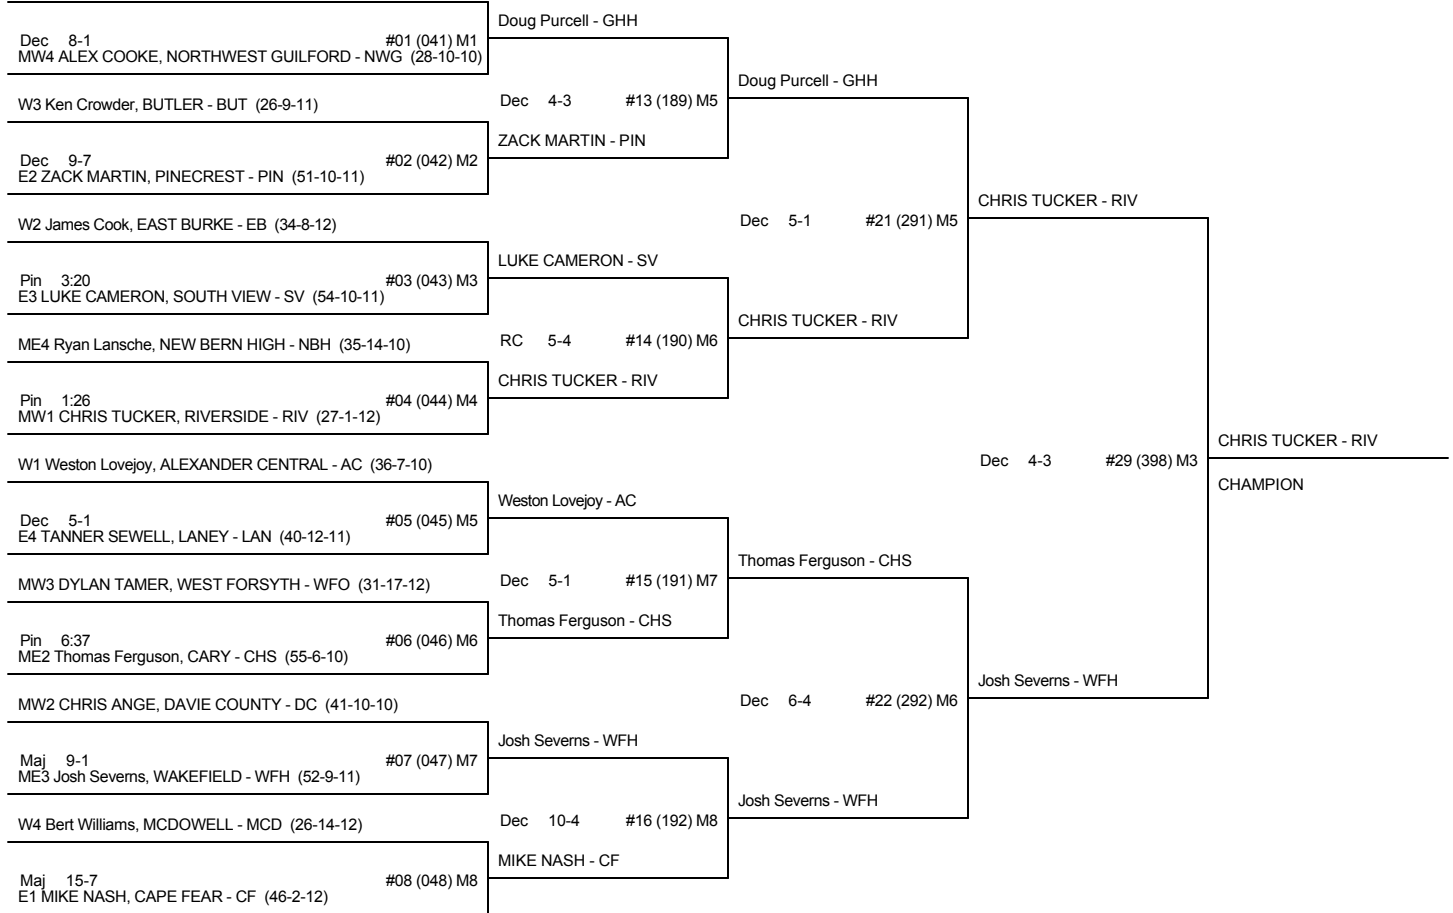 Doug Purcell - GHH
Dec 8-1 #01 (041) M1
MW4 ALEX COOKE, NORTHWEST GUILFORD - NWG (28-10-10)
Doug Purcell - GHH
W3 Ken Crowder, BUTLER - BUT (26-9-11)
Dec 4-3 #13 (189) M5
ZACK MARTIN - PIN
Dec 9-7 #02 (042) M2
E2 ZACK MARTIN, PINECREST - PIN (51-10-11)
CHRIS TUCKER - RIV
W2 James Cook, EAST BURKE - EB (34-8-12)
Dec 5-1 #21 (291) M5
LUKE CAMERON - SV
Pin 3:20 #03 (043) M3
E3 LUKE CAMERON, SOUTH VIEW - SV (54-10-11)
CHRIS TUCKER - RIV
ME4 Ryan Lansche, NEW BERN HIGH - NBH (35-14-10)
RC 5-4 #14 (190) M6
CHRIS TUCKER - RIV
Pin 1:26 #04 (044) M4
MW1 CHRIS TUCKER, RIVERSIDE - RIV (27-1-12)
CHRIS TUCKER - RIV
W1 Weston Lovejoy, ALEXANDER CENTRAL - AC (36-7-10)
Dec 4-3 #29 (398) M3
CHAMPION
Weston Lovejoy - AC
Dec 5-1 #05 (045) M5
E4 TANNER SEWELL, LANEY - LAN (40-12-11)
Thomas Ferguson - CHS
MW3 DYLAN TAMER, WEST FORSYTH - WFO (31-17-12)
Dec 5-1 #15 (191) M7
Thomas Ferguson - CHS
Pin 6:37 #06 (046) M6
ME2 Thomas Ferguson, CARY - CHS (55-6-10)
Josh Severns - WFH
MW2 CHRIS ANGE, DAVIE COUNTY - DC (41-10-10)
Dec 6-4 #22 (292) M6
Josh Severns - WFH
Maj 9-1 #07 (047) M7
ME3 Josh Severns, WAKEFIELD - WFH (52-9-11)
Josh Severns - WFH
W4 Bert Williams, MCDOWELL - MCD (26-14-12)
Dec 10-4 #16 (192) M8
MIKE NASH - CF
Maj 15-7 #08 (048) M8
E1 MIKE NASH, CAPE FEAR - CF (46-2-12)